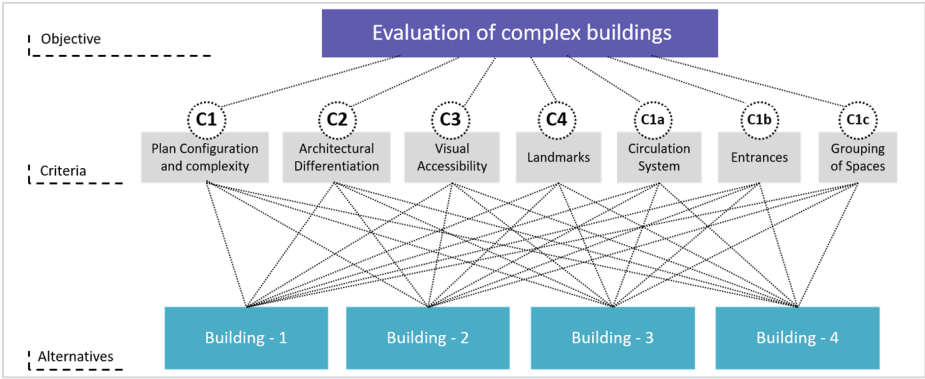 Objective
Evaluation of complex buildings
C1
C2
C3
C4
C1a
C1b
C1c
Criteria
Plan Configuration
and complexity
Architectural
Differentiation
Visual
Accessibility
Landmarks
Circulation
System
Entrances
Grouping
of Spaces
Alternatives
Building - 1
Building - 2
Building - 3
Building - 4